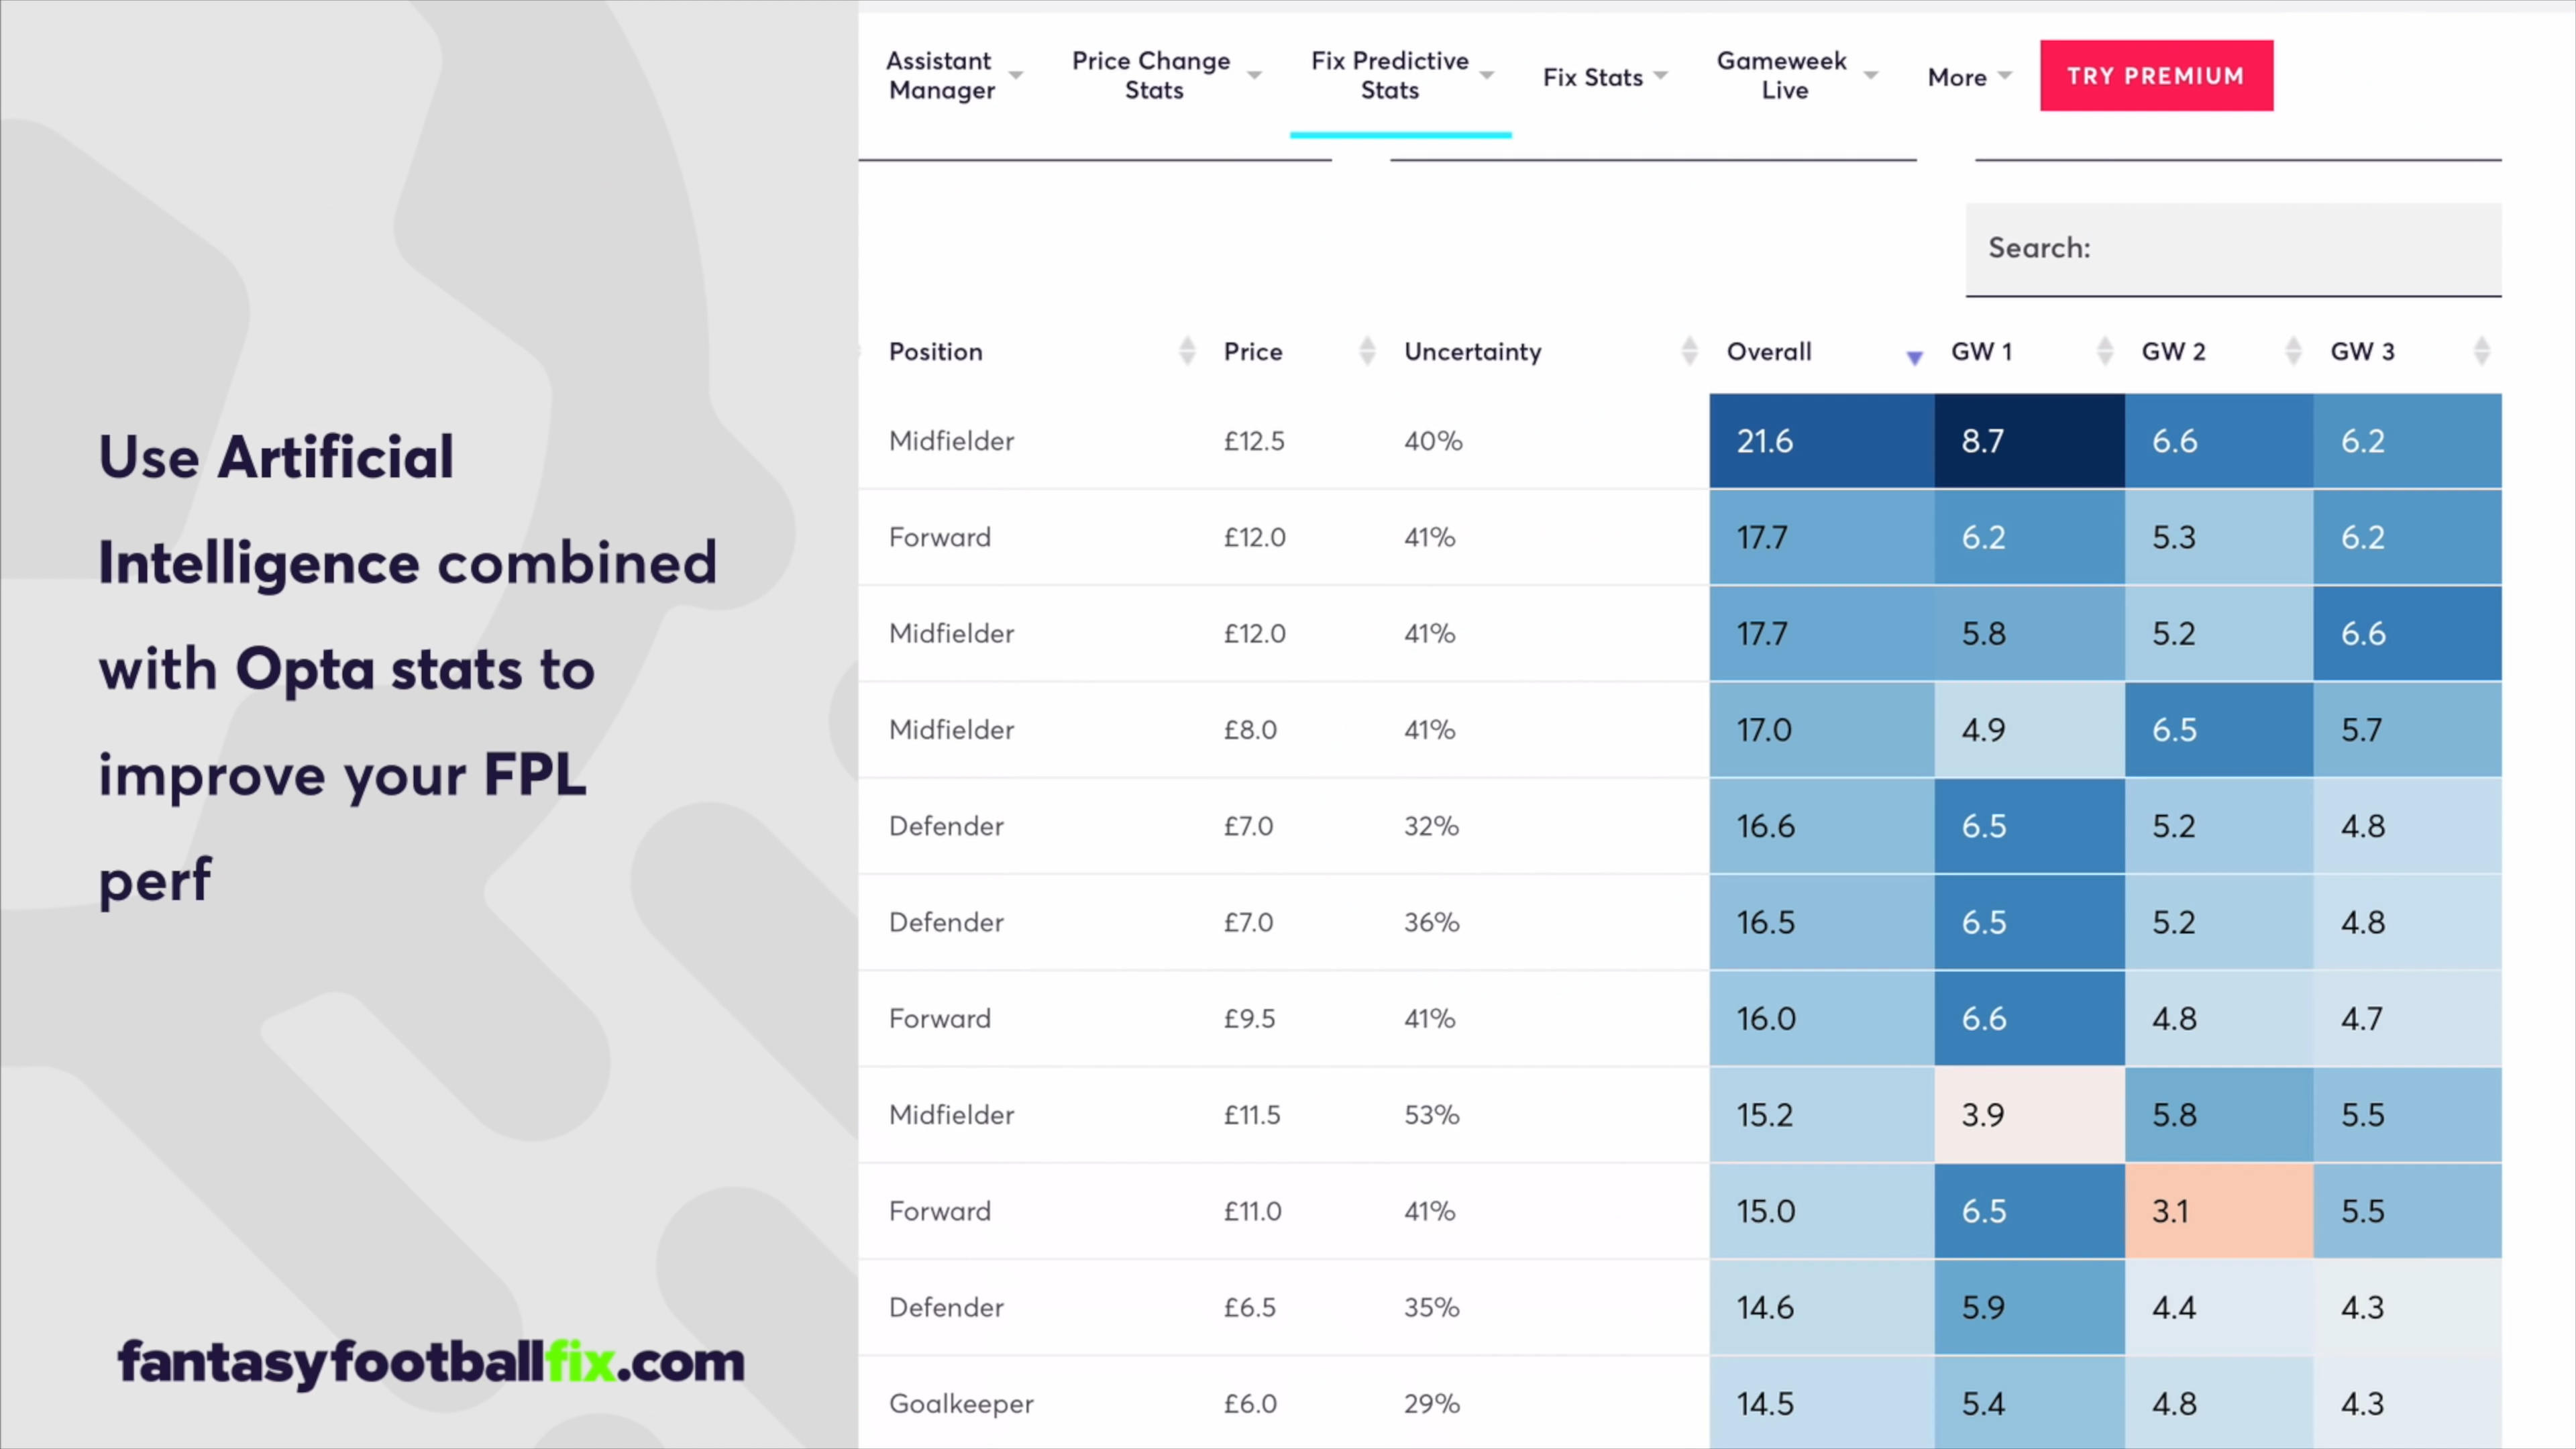 Use Artificial
Intelligence combined
with Opta stats to
improve your FPL
perf
fantasyfootballfix.com
Assistant Manager
Price Change Stats
Fix Predictive Stats
Fix Stats
Gameweek Live
More
TRY PREMIUM
Search:
Position Price Uncertainty Overall GW 1 GW 2 GW 3
Midfielder £12.5 40% 21.6 8.7 6.6 6.2
Forward £12.0 41% 17.7 6.2 5.3 6.2
Midfielder £12.0 41% 17.7 5.8 5.2 6.6
Midfielder £8.0 41% 17.0 4.9 6.5 5.7
Defender £7.0 32% 16.6 6.5 5.2 4.8
Defender £7.0 36% 16.5 6.5 5.2 4.8
Forward £9.5 41% 16.0 6.6 4.8 4.7
Midfielder £11.5 53% 15.2 3.9 5.8 5.5
Forward £11.0 41% 15.0 6.5 3.1 5.5
Defender £6.5 35% 14.6 5.9 4.4 4.3
Goalkeeper £6.0 29% 14.5 5.4 4.8 4.3